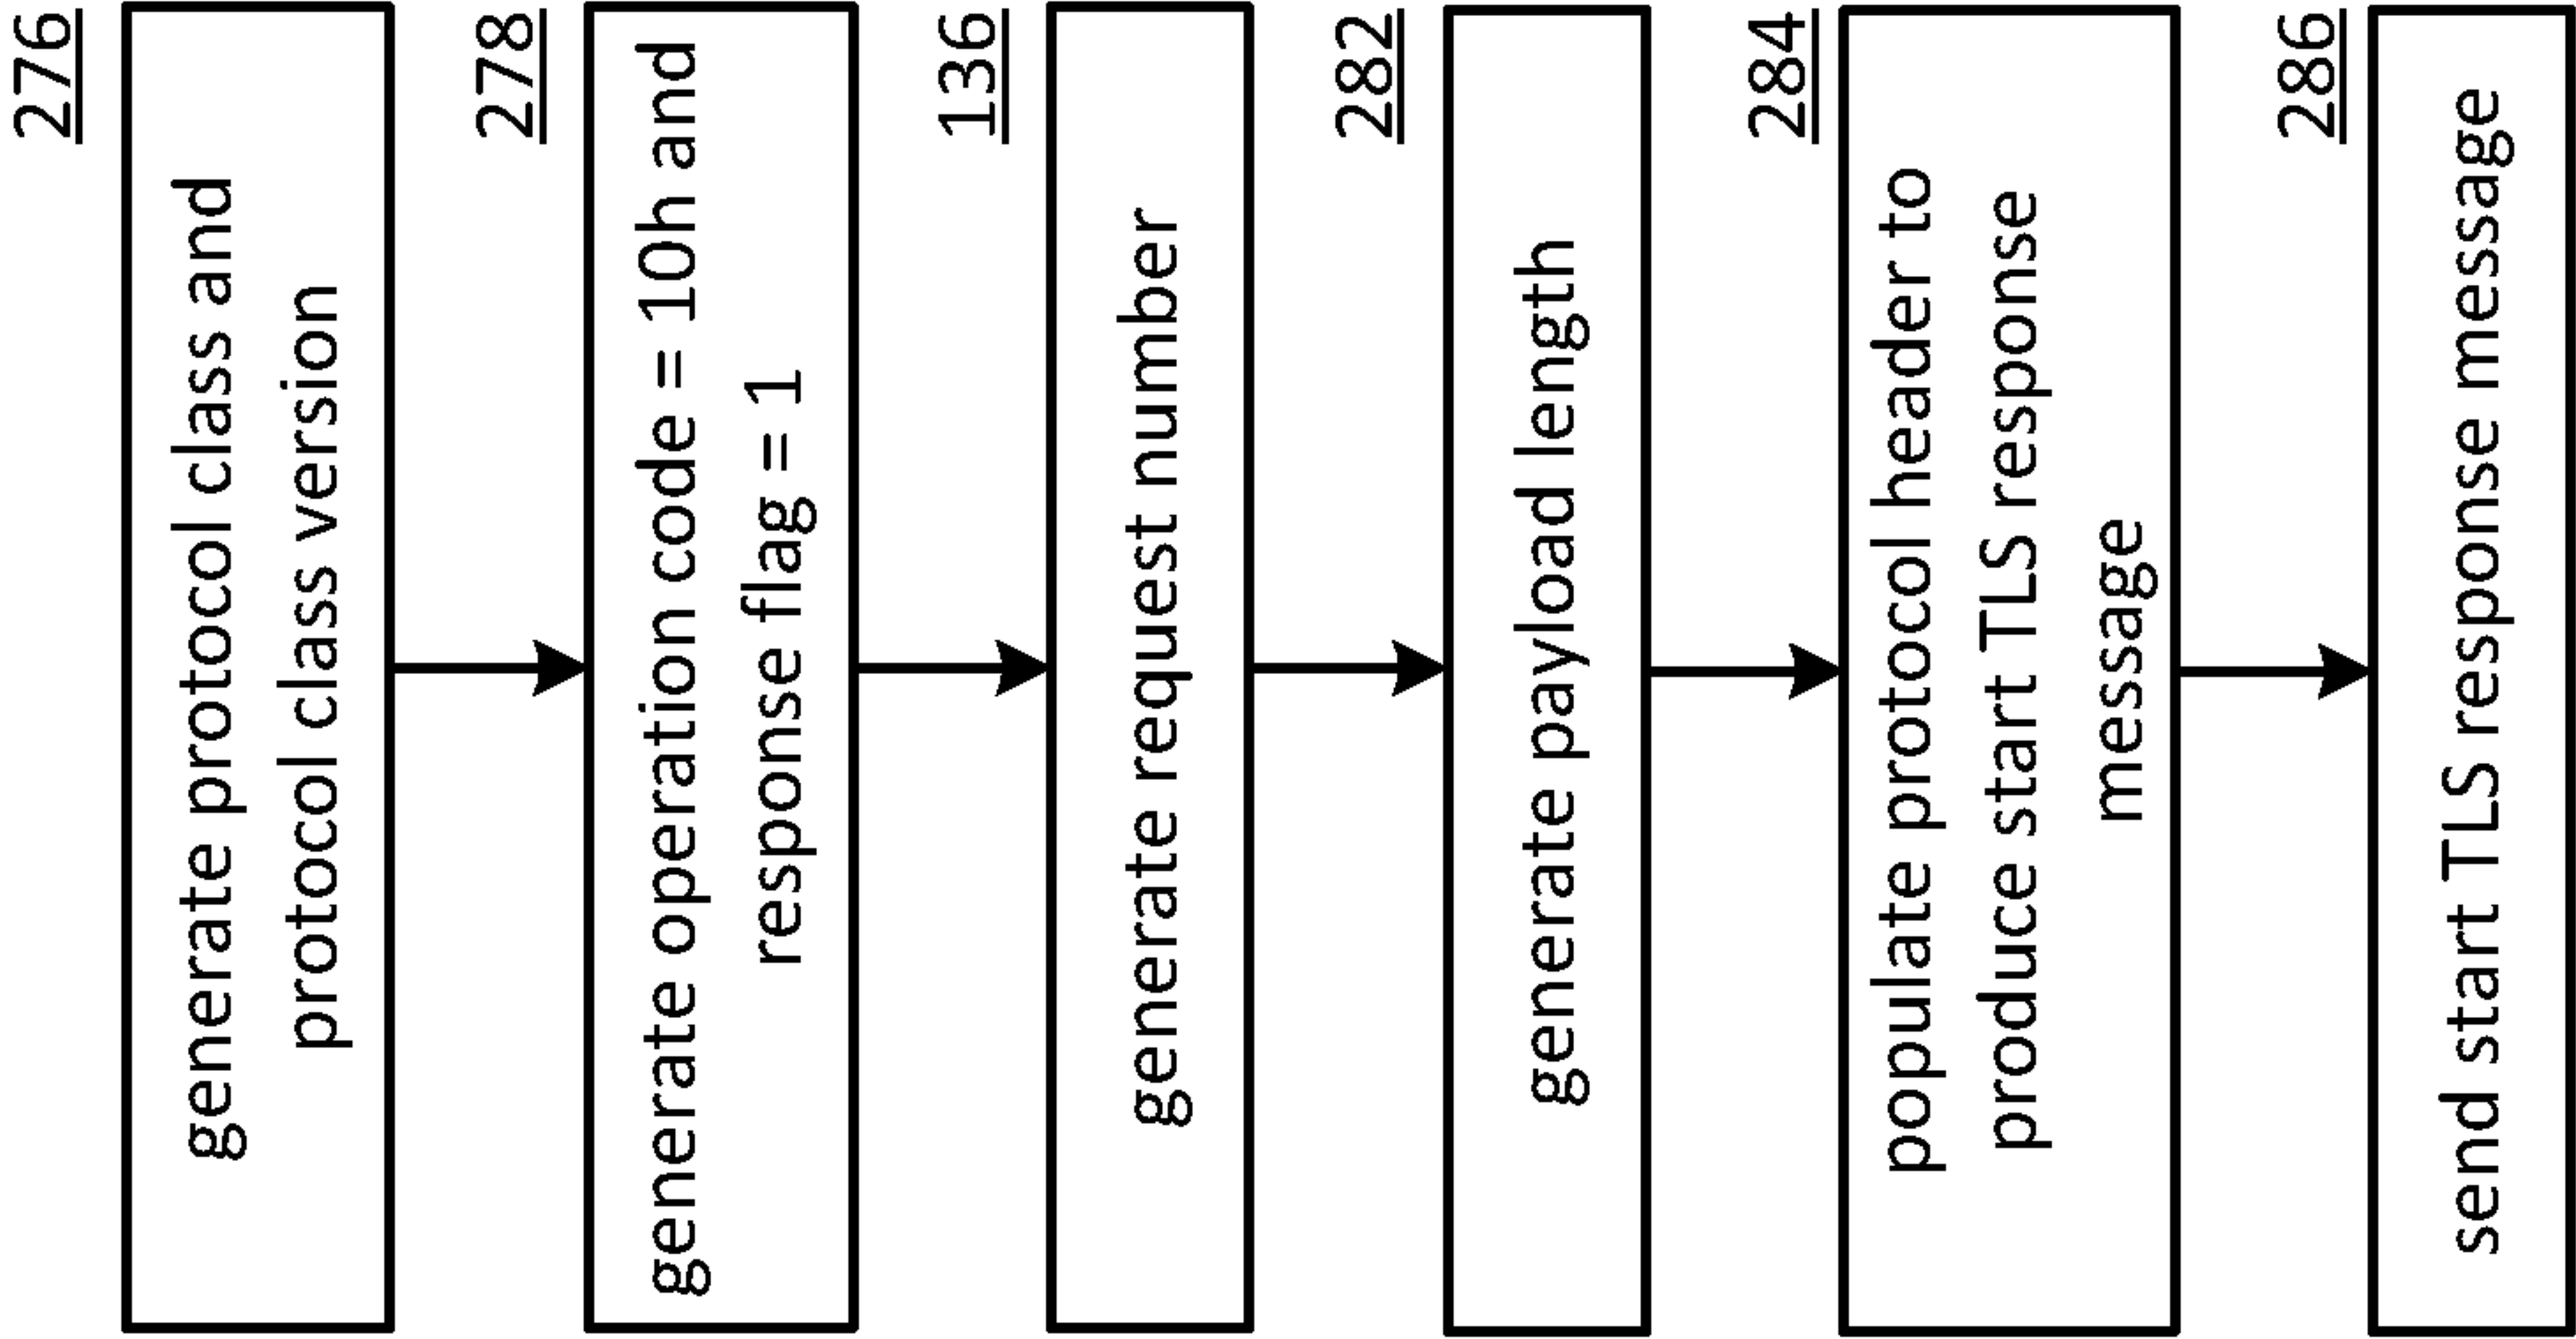 276
generate protocol class and
protocol class version
278
generate operation code = 10h and
response flag = 1
136
generate request number
282
generate payload length
284
populate protocol header to
produce start TLS response
message
286
send start TLS response message